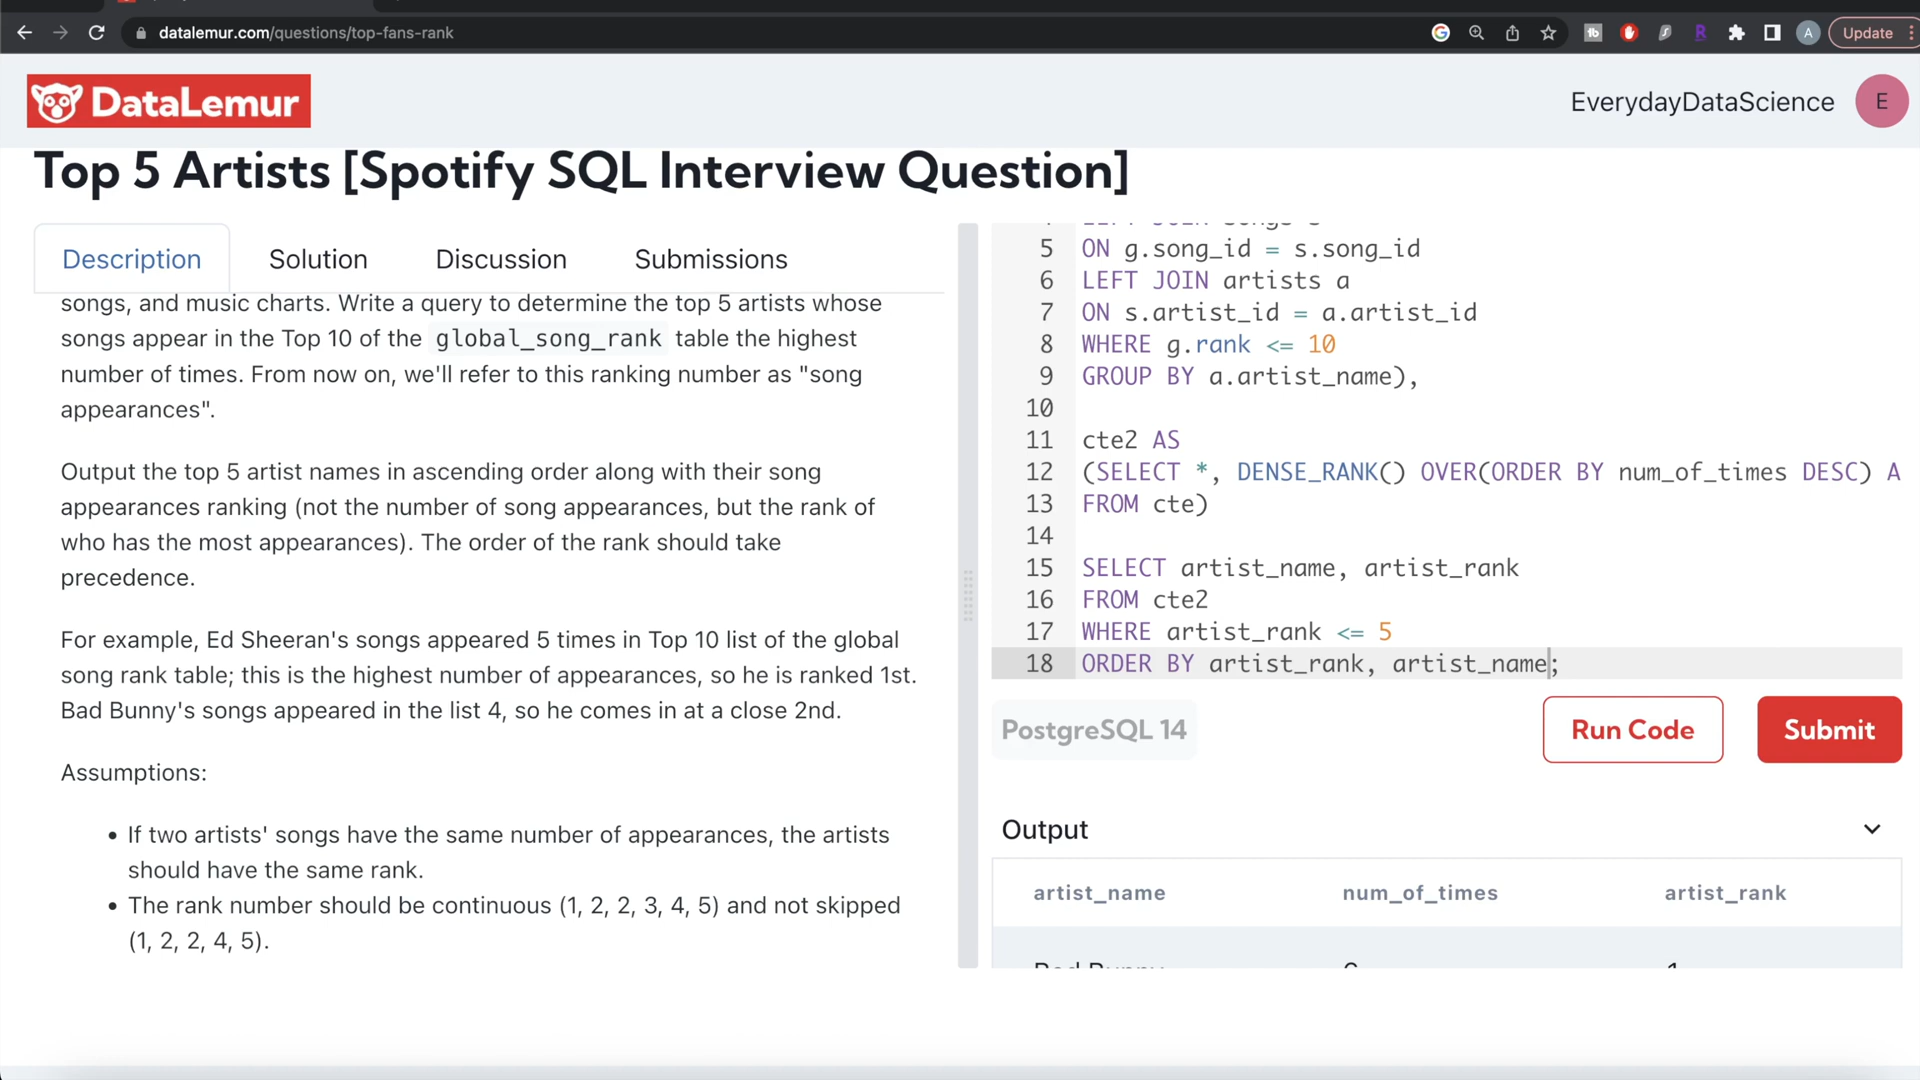 datalemur.com/questions/top-fans-rank
Update
DataLemur
EverydayDataScience
E
Top 5 Artists [Spotify SQL Interview Question]
Description
Solution
Discussion
Submissions
songs, and music charts. Write a query to determine the top 5 artists whose
songs appear in the Top 10 of the global_song_rank table the highest
number of times. From now on, we'll refer to this ranking number as "song
appearances".
Output the top 5 artist names in ascending order along with their song
appearances ranking (not the number of song appearances, but the rank of
who has the most appearances). The order of the rank should take
precedence.
For example, Ed Sheeran's songs appeared 5 times in Top 10 list of the global
song rank table; this is the highest number of appearances, so he is ranked 1st.
Bad Bunny's songs appeared in the list 4, so he comes in at a close 2nd.
Assumptions:
• If two artists' songs have the same number of appearances, the artists
should have the same rank.
• The rank number should be continuous (1, 2, 2, 3, 4, 5) and not skipped
(1, 2, 2, 4, 5).
5 ON g.song_id = s.song_id
6 LEFT JOIN artists a
7 ON s.artist_id = a.artist_id
8 WHERE g.rank <= 10
9 GROUP BY a.artist_name),
10
11 cte2 AS
12 (SELECT *, DENSE_RANK() OVER(ORDER BY num_of_times DESC) A
13 FROM cte)
14
15 SELECT artist_name, artist_rank
16 FROM cte2
17 WHERE artist_rank <= 5
18 ORDER BY artist_rank, artist_name;
PostgreSQL 14
Run Code
Submit
Output
artist_name num_of_times artist_rank